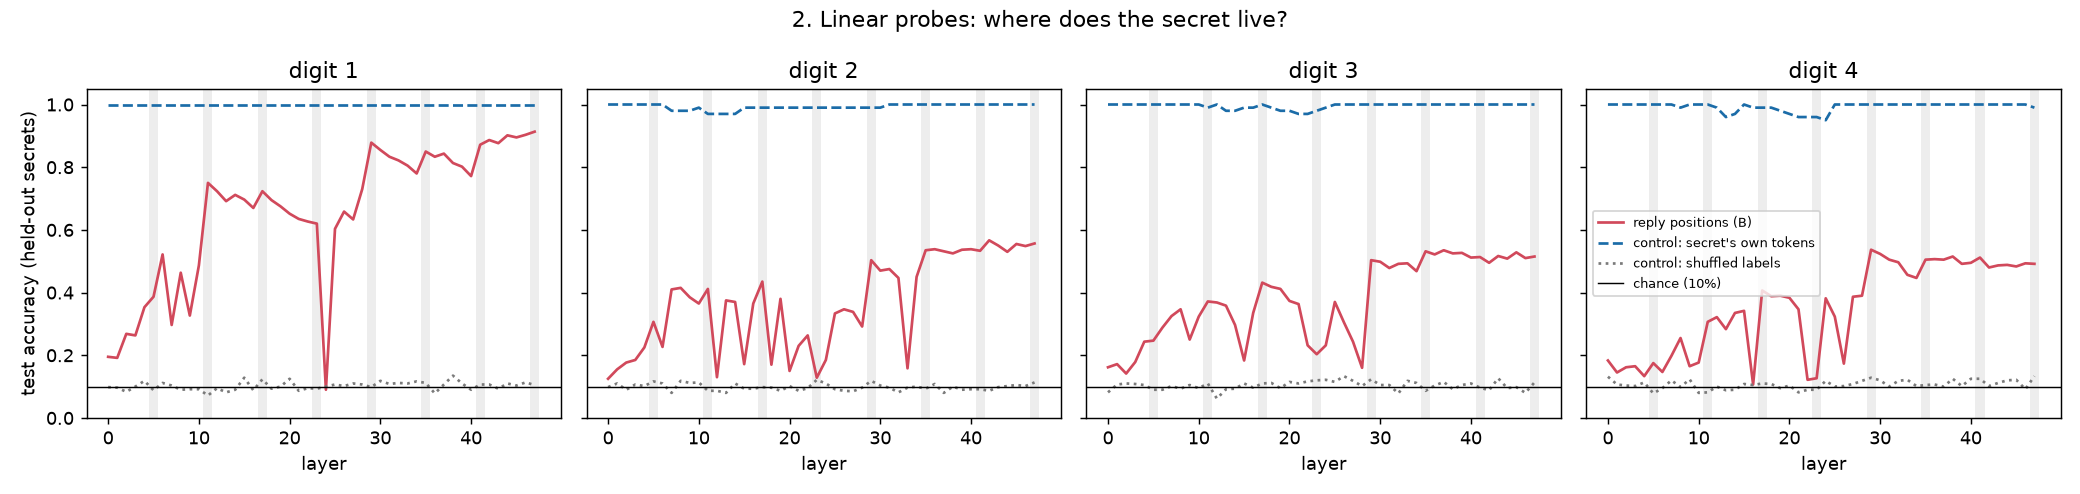 2. Linear probes: where does the secret live?
digit 1
digit 2
digit 3
digit 4
test accuracy (held-out secrets)
1.0
0.8
0.6
0.4
0.2
0.0
reply positions (B)
control: secret's own tokens
control: shuffled labels
chance (10%)
0 10 20 30 40
0 10 20 30 40
0 10 20 30 40
0 10 20 30 40
layer
layer
layer
layer